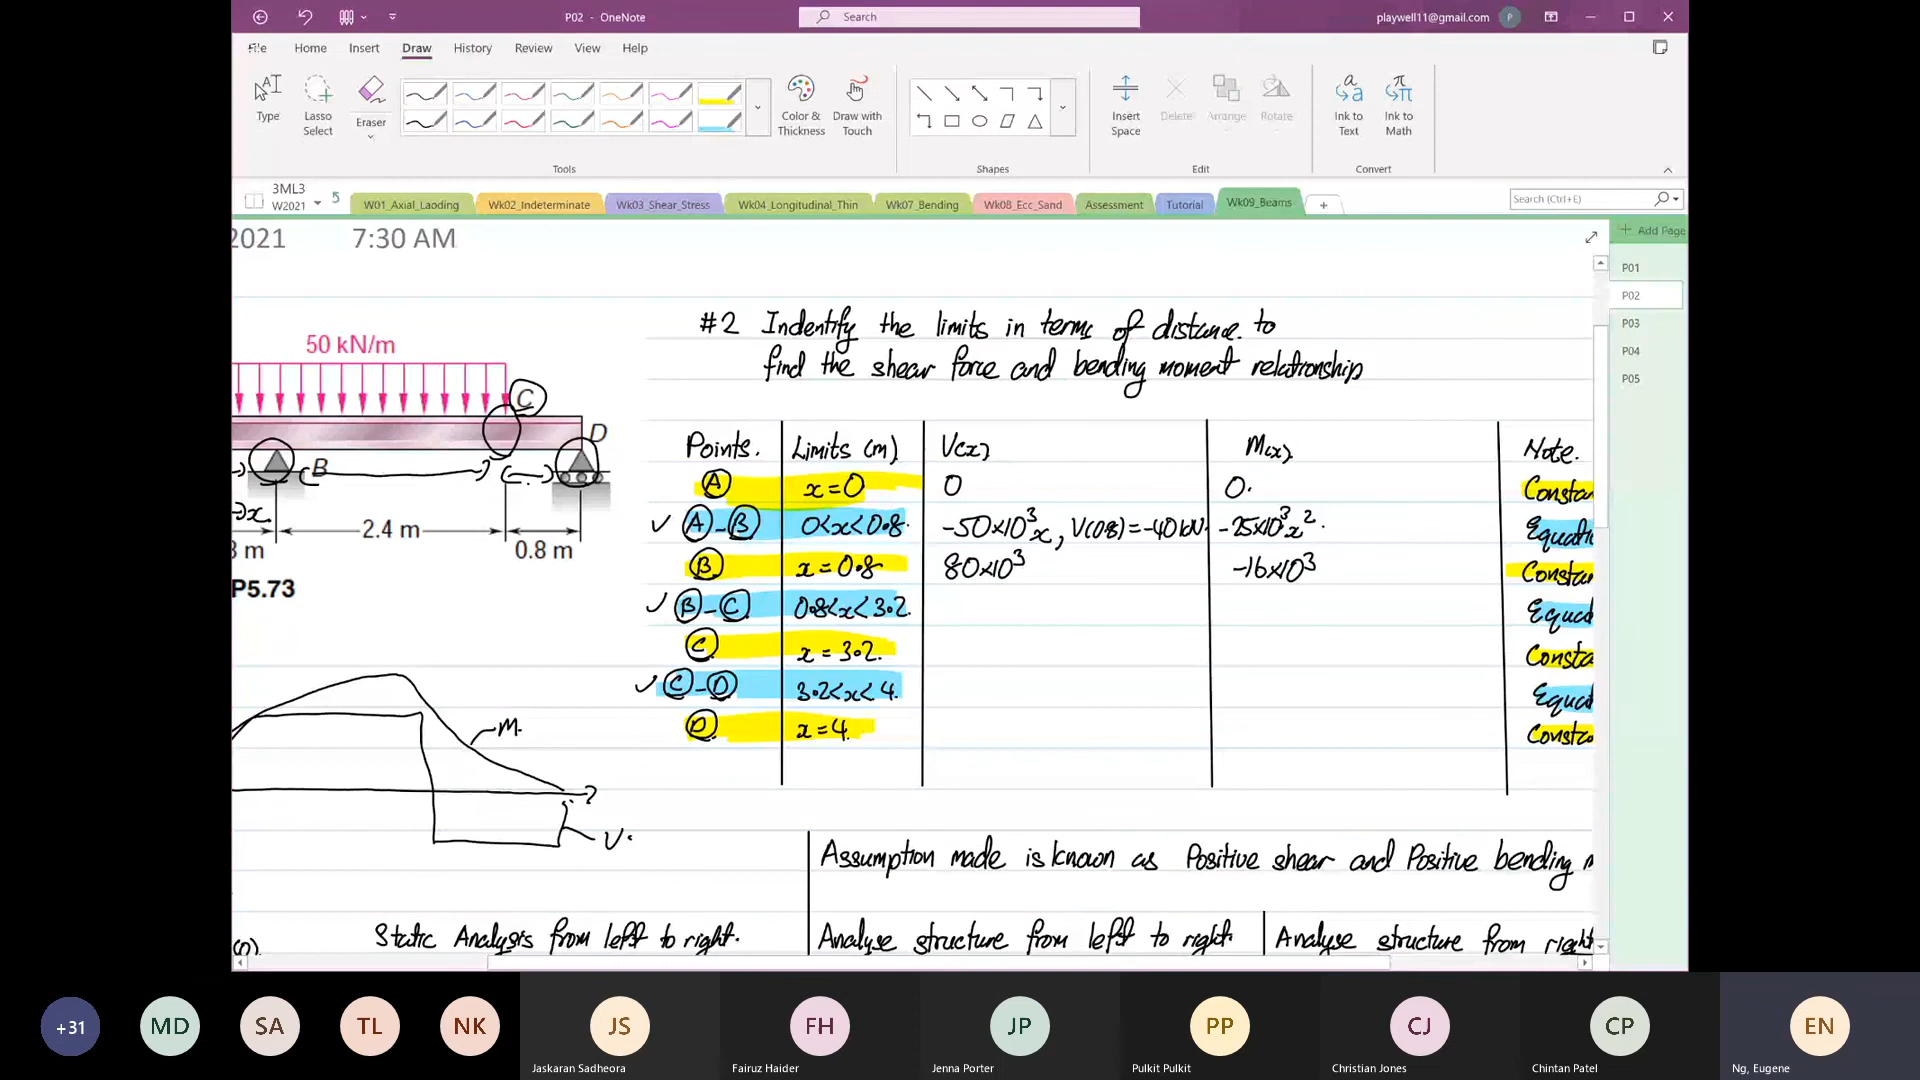 P02 - OneNote
Search
playwell11@gmail.com
P
File Home Insert Draw History Review View Help
Type
Lasso Select
Eraser
Color & Thickness
Draw with Touch
Insert Space
Delete
Arrange
Rotate
Ink to Text
Ink to Math
Tools
Shapes
Edit
Convert
3ML3 W2021
W01_Axial_Laoding Wk02_Indeterminate Wk03_Shear_Stress Wk04_Longitudinal_Thin Wk07_Bending Wk08_Ecc_Sand Assessment Tutorial Wk09_Beams
Search (Ctrl+E)
Add Page
P01
P02
P03
P04
P05
2021 7:30 AM
#2 Indentify the limits in terms of distance to
find the shear force and bending moment relationship
50 kN/m
C
D
B
2.4 m
0.8 m
3 m
P5.73
Points. Limits (m) V(x) M(x) Note.
A x=0 0 0. Constan
A-B 0<x<0.8 -50×10³x, V(0.8)=-40kN. -25×10³x². Equatio
B x=0.8 80×10³ -16×10³ Constan
B-C 0.8<x<3.2 Equat
C x=3.2. Consta
C-D 3.2<x<4. Equat
D x=4. Consta
M.
?
V.
Assumption made is known as Positive shear and Positive bending m
Static Analysis from left to right.
Analyse structure from left to right.
Analyse structure from right
+31 MD SA TL NK JS FH JP PP CJ CP EN
Jaskaran Sadheora Fairuz Haider Jenna Porter Pulkit Pulkit Christian Jones Chintan Patel Ng, Eugene